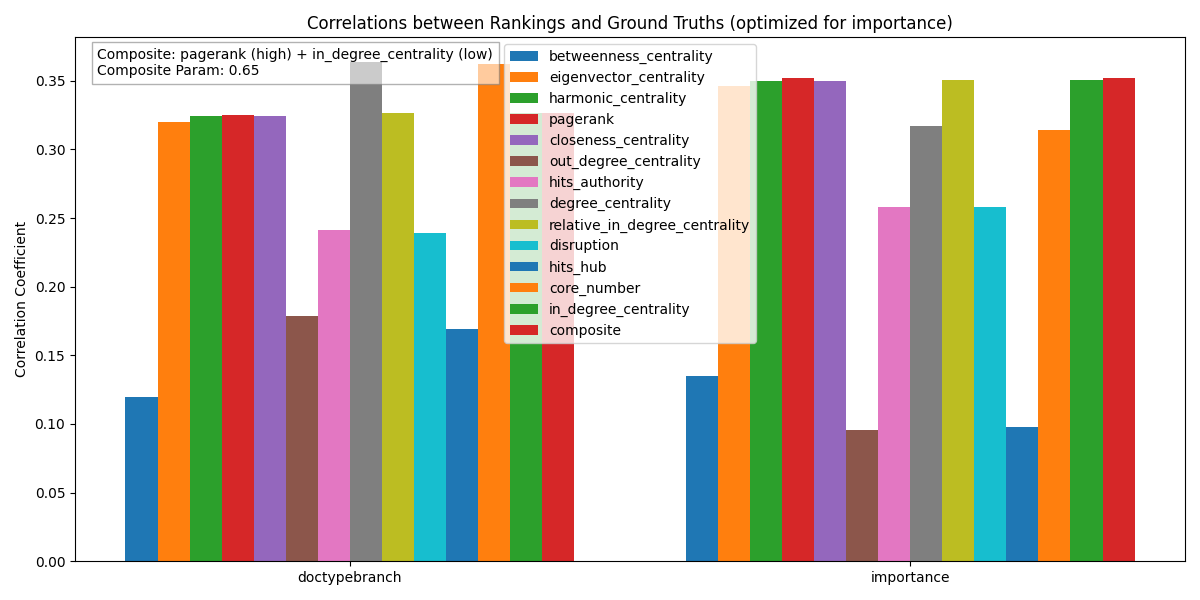 Correlations between Rankings and Ground Truths (optimized for importance)
Composite: pagerank (high) + in_degree_centrality (low)
Composite Param: 0.65
betweenness_centrality
eigenvector_centrality
harmonic_centrality
pagerank
closeness_centrality
out_degree_centrality
hits_authority
degree_centrality
relative_in_degree_centrality
disruption
hits_hub
core_number
in_degree_centrality
composite
Correlation Coefficient
0.35
0.30
0.25
0.20
0.15
0.10
0.05
0.00
doctypebranch
importance